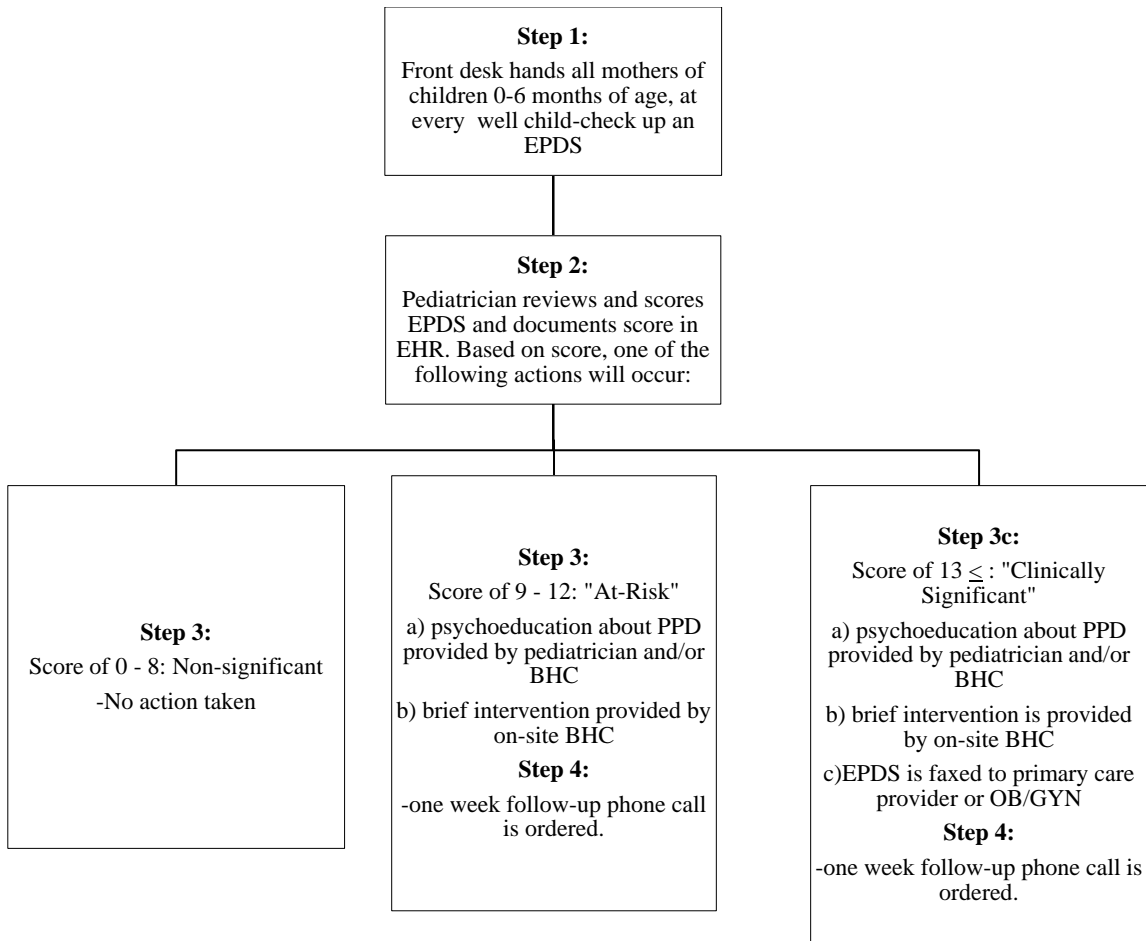 Step 1:
Front desk hands all mothers of
children 0-6 months of age, at
every well child-check up an
EPDS
Step 2:
Pediatrician reviews and scores
EPDS and documents score in
EHR. Based on score, one of the
following actions will occur:
Step 3:
Score of 0 - 8: Non-significant
-No action taken
Step 3:
Score of 9 - 12: "At-Risk"
a) psychoeducation about PPD
provided by pediatrician and/or
BHC
b) brief intervention provided by
on-site BHC
Step 4:
-one week follow-up phone call
is ordered.
Step 3c:
Score of 13 < : "Clinically
Significant"
a) psychoeducation about PPD
provided by pediatrician and/or
BHC
b) brief intervention is provided
by on-site BHC
c)EPDS is faxed to primary care
provider or OB/GYN
Step 4:
-one week follow-up phone call is
ordered.